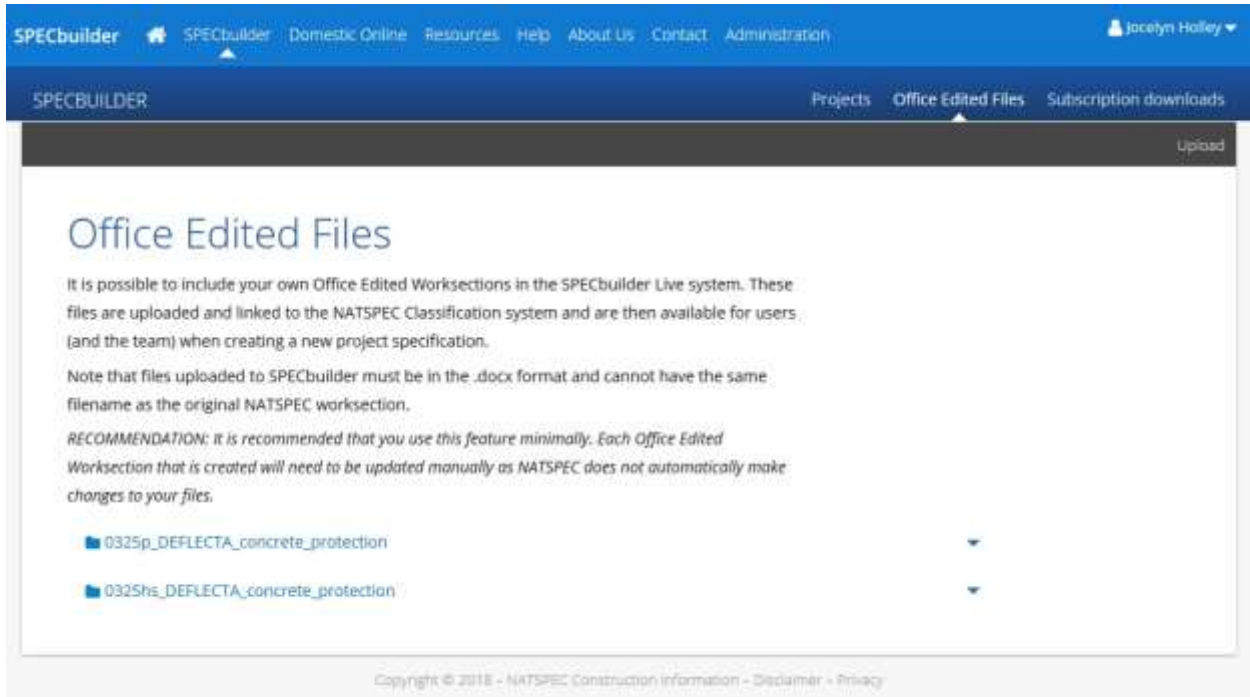 SPECbuilder SPECbuilder Domestic Online Resources Help About Us Contact Administration Jocelyn Holley
SPECBUILDER Projects Office Edited Files Subscription downloads
Upload
Office Edited Files
It is possible to include your own Office Edited Worksections in the SPECbuilder Live system. These
files are uploaded and linked to the NATSPEC Classification system and are then available for users
(and the team) when creating a new project specification.
Note that files uploaded to SPECbuilder must be in the .docx format and cannot have the same
filename as the original NATSPEC worksection.
RECOMMENDATION: It is recommended that you use this feature minimally. Each Office Edited
Worksection that is created will need to be updated manually as NATSPEC does not automatically make
changes to your files.
0325p_DEFLECTA_concrete_protection
0325hs_DEFLECTA_concrete_protection
Copyright © 2018 - NATSPEC Construction Information - Disclaimer - Privacy